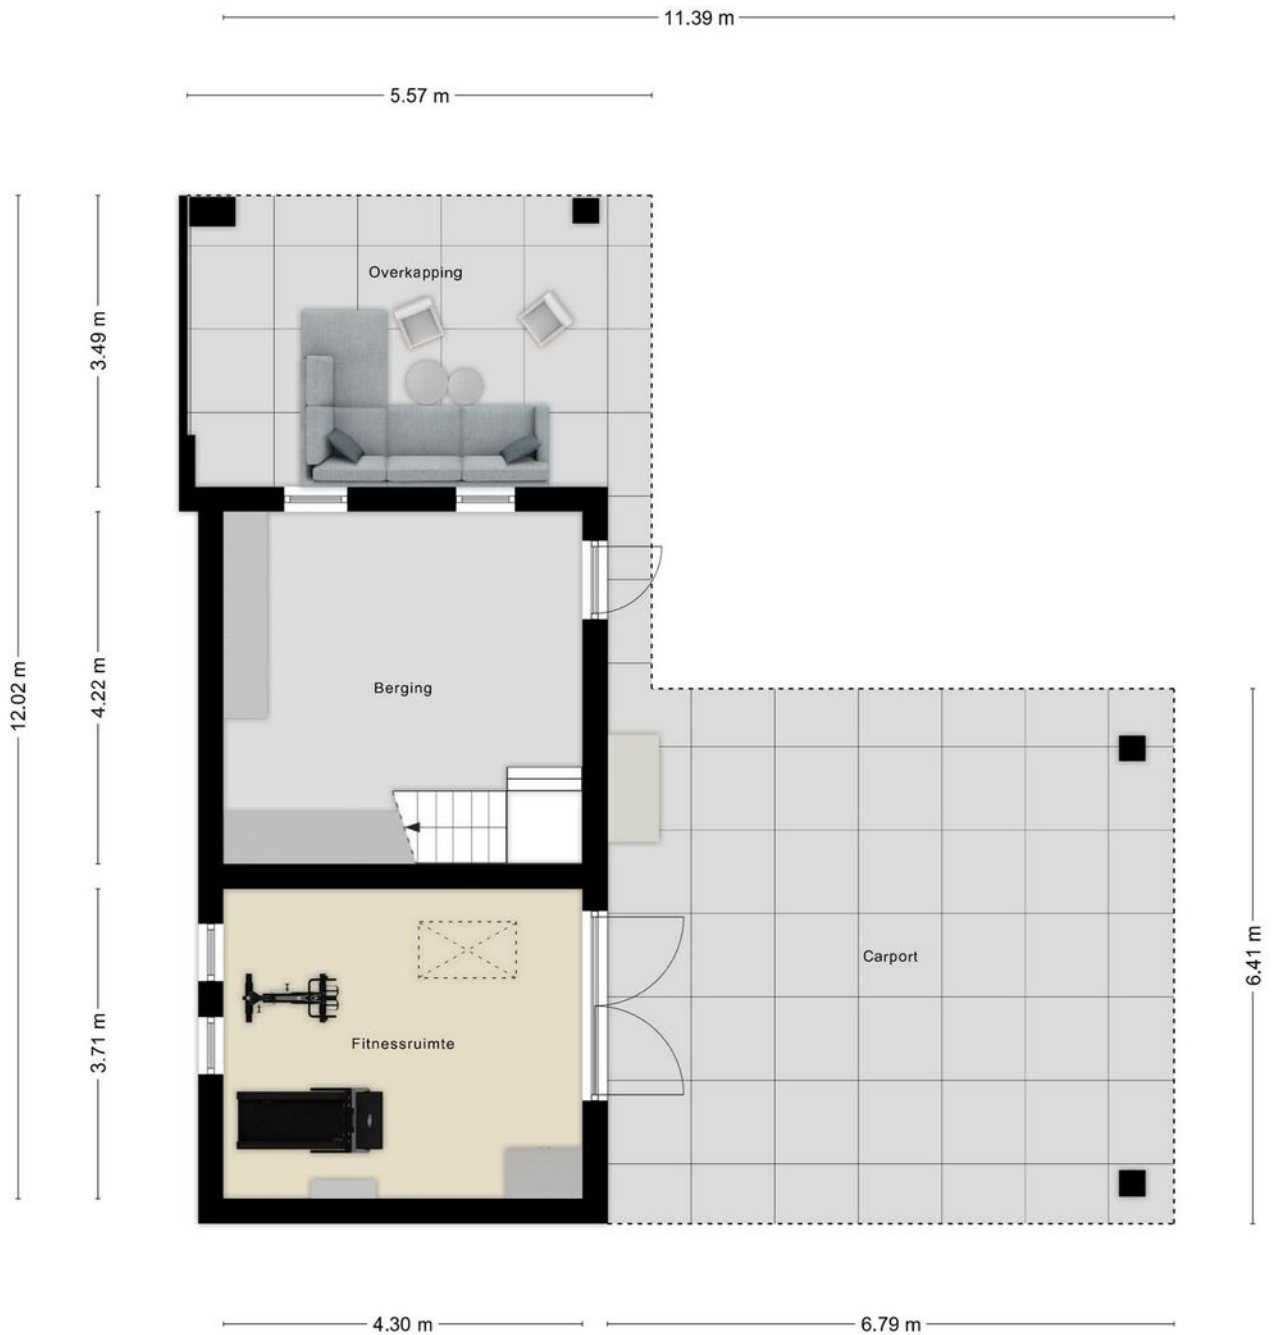 11.39 m
5.57 m
Overkapping
3.49 m
12.02 m
4.22 m
Berging
Carport
6.41 m
3.71 m
Fitnessruimte
4.30 m
6.79 m